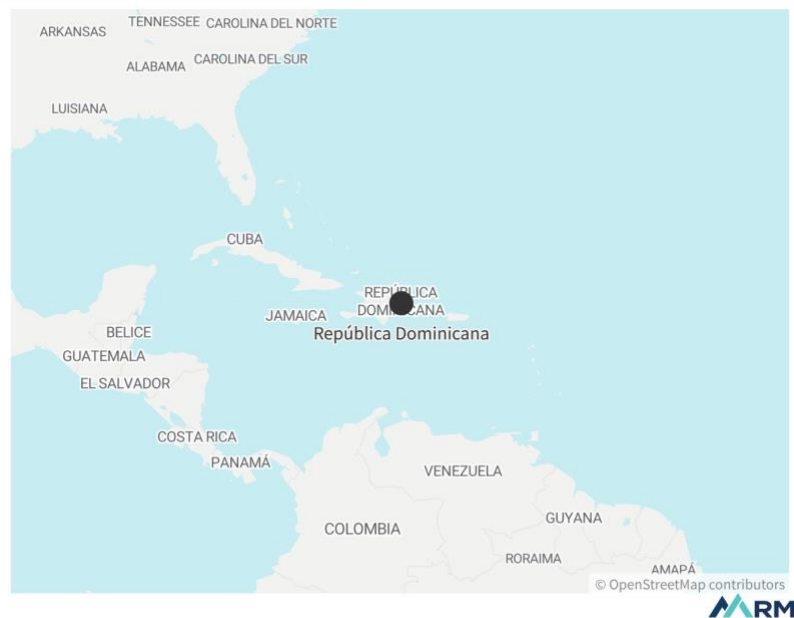 TENNESSEE CAROLINA DEL NORTE
ARKANSAS
CAROLINA DEL SUR
ALABAMA
LUISIANA
CUBA
REPÚBLICA
DOMINICANA
JAMAICA
República Dominicana
BELICE
GUATEMALA
EL SALVADOR
COSTA RICA
PANAMÁ
VENEZUELA
GUYANA
COLOMBIA
RORAIMA
AMAPÁ
© OpenStreetMap contributors
RM